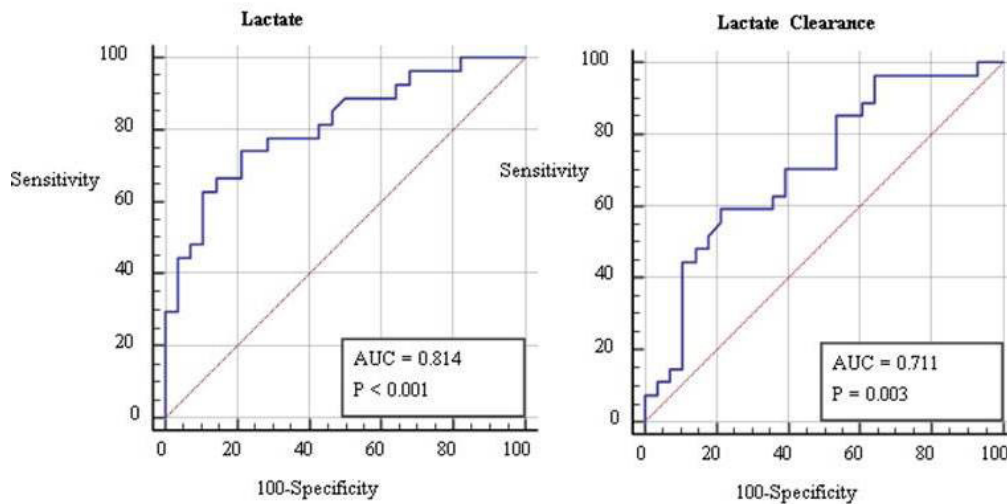 Lactate
100
80
60
40
20
0
Sensitivity
AUC = 0.814
P < 0.001
0 20 40 60 80 100
100-Specificity
Lactate Clearance
100
80
60
40
20
0
Sensitivity
AUC = 0.711
P = 0.003
0 20 40 60 80 100
100-Specificity